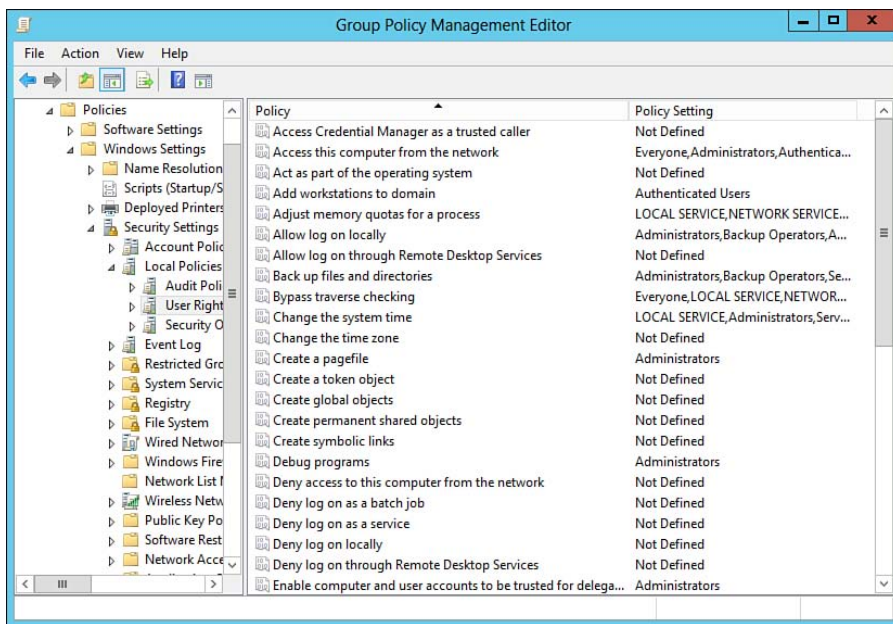 Group Policy Management Editor
File Action View Help
Policies
Software Settings
Windows Settings
Name Resolution
Scripts (Startup/S
Deployed Printers
Security Settings
Account Polic
Local Policies
Audit Poli
User Right
Security O
Event Log
Restricted Grc
System Servic
Registry
File System
Wired Networ
Windows Fire
Network List M
Wireless Netw
Public Key Po
Software Rest
Network Acce
Policy Policy Setting
Access Credential Manager as a trusted caller Not Defined
Access this computer from the network Everyone,Administrators,Authentica...
Act as part of the operating system Not Defined
Add workstations to domain Authenticated Users
Adjust memory quotas for a process LOCAL SERVICE,NETWORK SERVICE...
Allow log on locally Administrators,Backup Operators,A...
Allow log on through Remote Desktop Services Not Defined
Back up files and directories Administrators,Backup Operators,Se...
Bypass traverse checking Everyone,LOCAL SERVICE,NETWOR...
Change the system time LOCAL SERVICE,Administrators,Serv...
Change the time zone Not Defined
Create a pagefile Administrators
Create a token object Not Defined
Create global objects Not Defined
Create permanent shared objects Not Defined
Create symbolic links Not Defined
Debug programs Administrators
Deny access to this computer from the network Not Defined
Deny log on as a batch job Not Defined
Deny log on as a service Not Defined
Deny log on locally Not Defined
Deny log on through Remote Desktop Services Not Defined
Enable computer and user accounts to be trusted for delega... Administrators